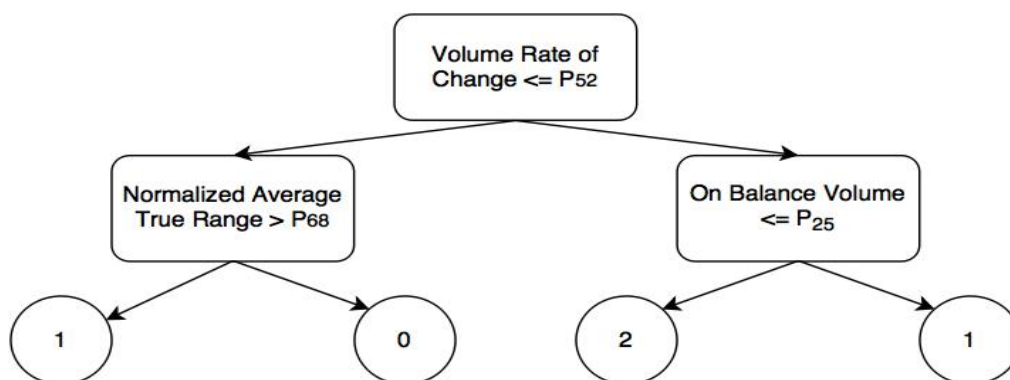 Volume Rate of
Change <= P52
Normalized Average
True Range > P68
On Balance Volume
<= P25
1
0
2
1